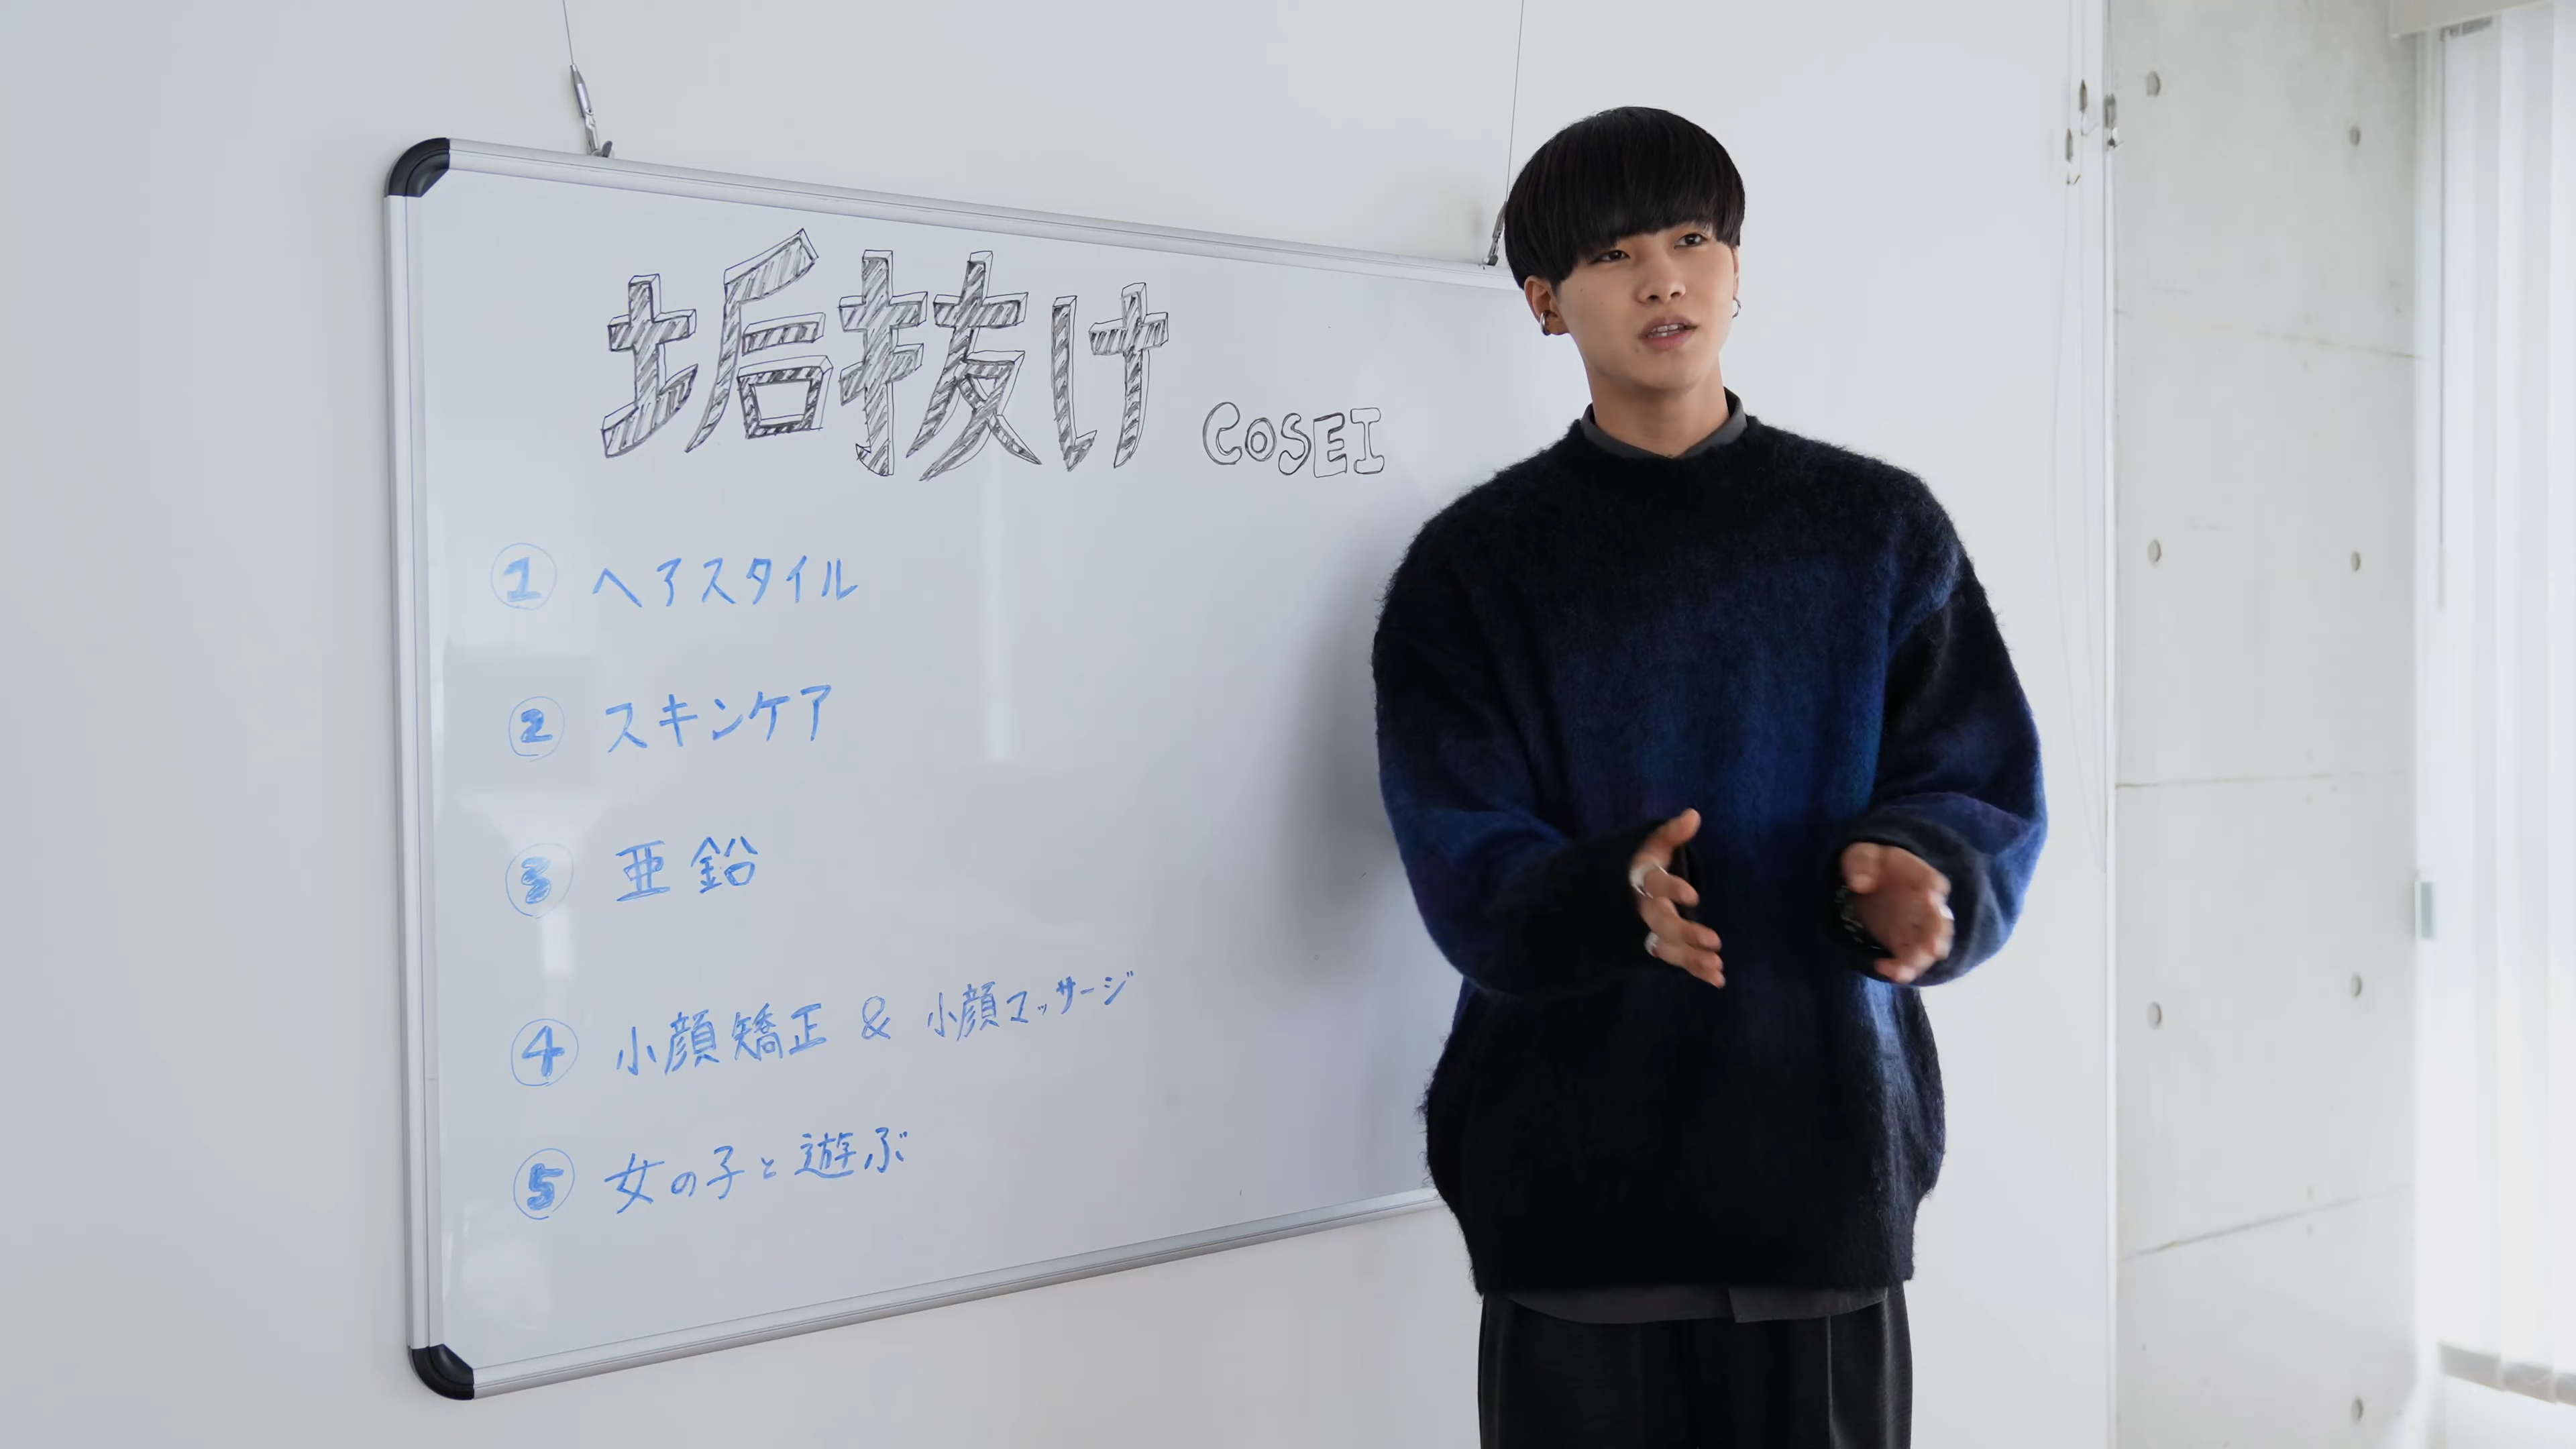 垢抜け COSEI
① ヘアスタイル
② スキンケア
③ 亜鉛
④ 小顔矯正 & 小顔マッサージ
⑤ 女の子と遊ぶ